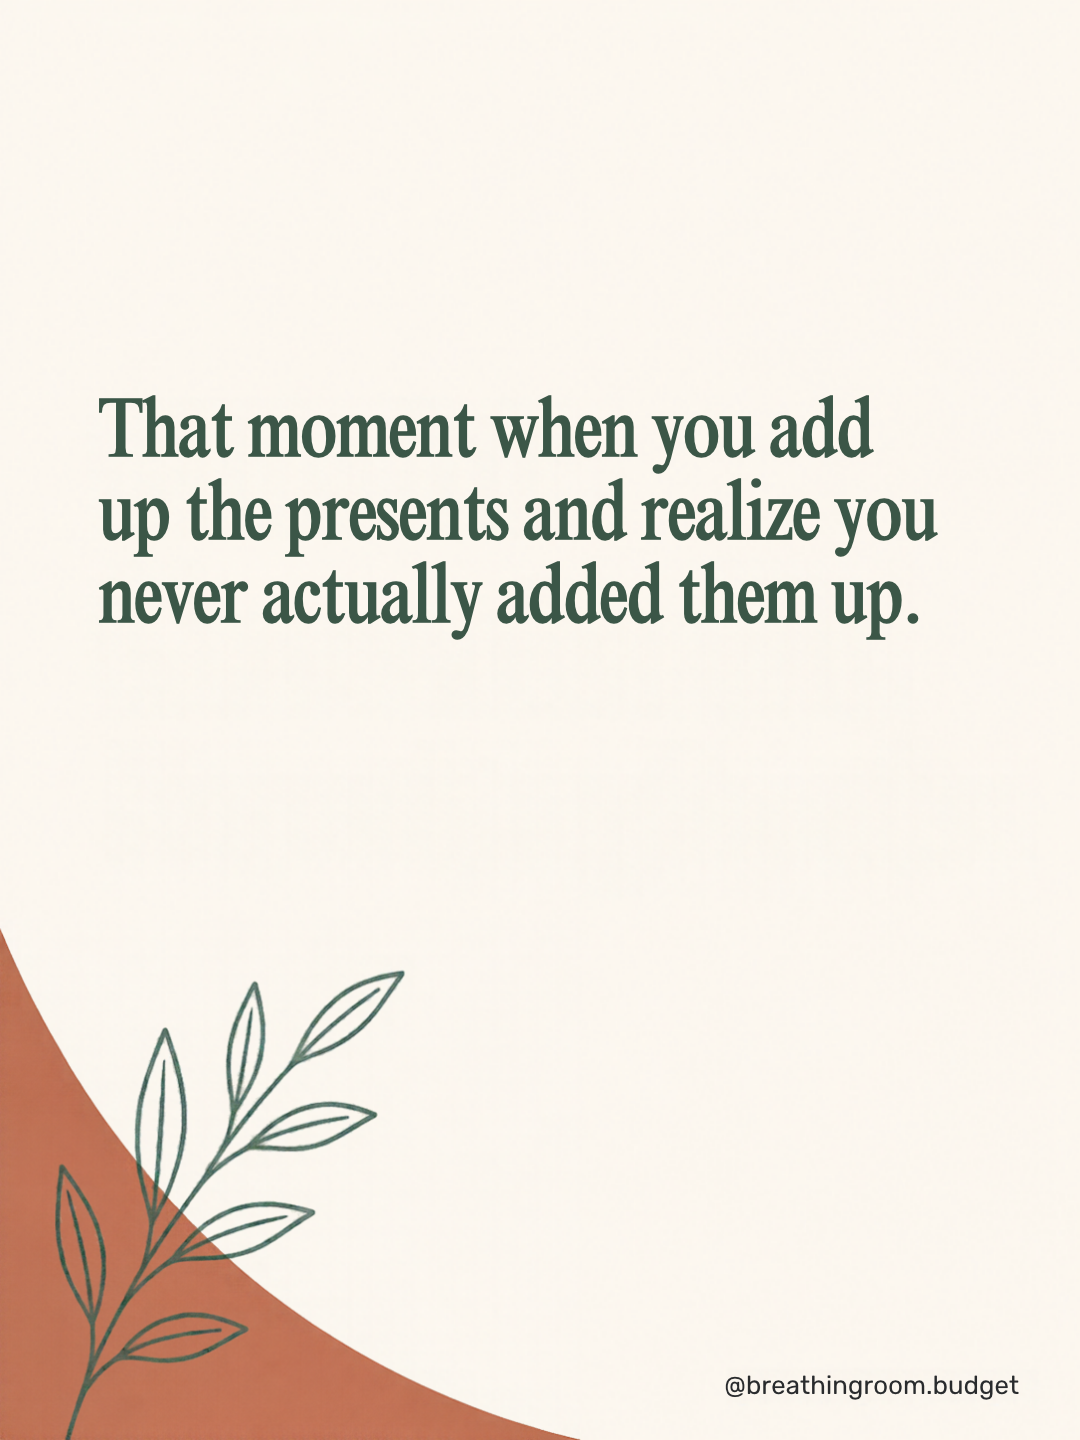 That moment when you add
up the presents and realize you
never actually added them up.
@breathingroom.budget